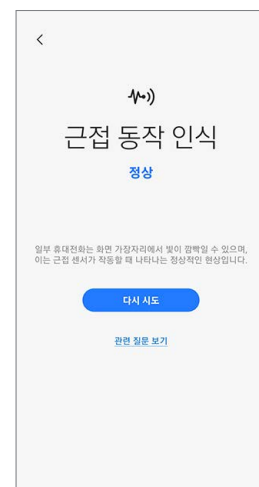 근접 동작 인식
정상
일부 휴대전화는 화면 가장자리에서 빛이 깜빡일 수 있으며,
이는 근접 센서가 작동할 때 나타나는 정상적인 현상입니다.
다시 시도
관련 질문 보기